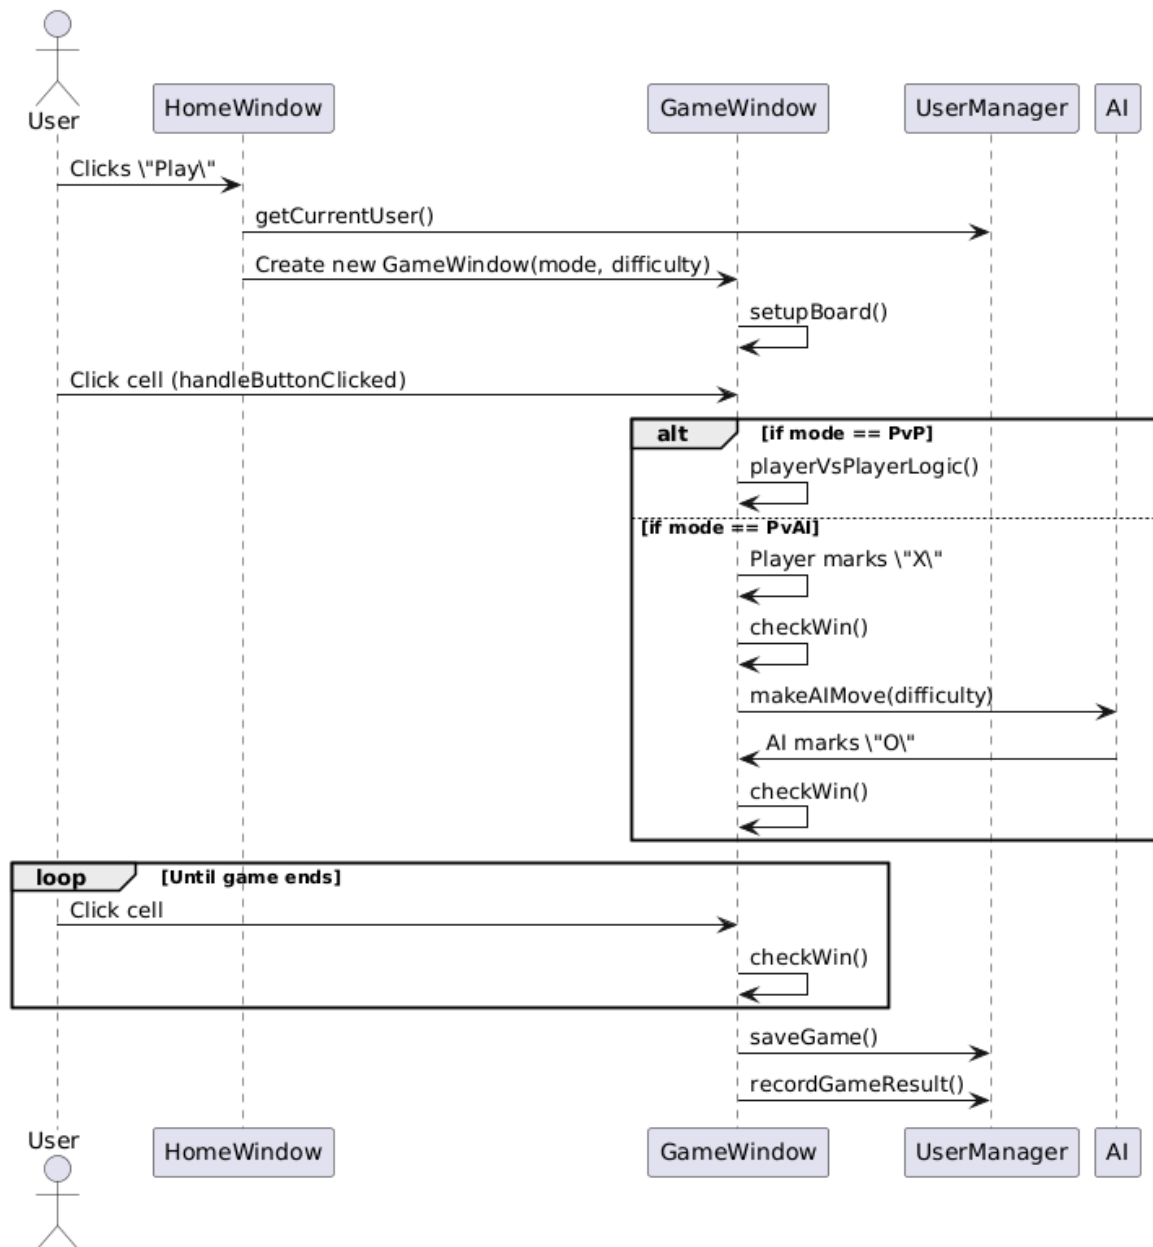 User
HomeWindow
GameWindow
UserManager
AI
Clicks \"Play\"
getCurrentUser()
Create new GameWindow(mode, difficulty)
setupBoard()
Click cell (handleButtonClicked)
alt
[if mode == PvP]
playerVsPlayerLogic()
[if mode == PvAI]
Player marks \"X\"
checkWin()
makeAIMove(difficulty)
AI marks \"O\"
checkWin()
loop
[Until game ends]
Click cell
checkWin()
saveGame()
recordGameResult()
User
HomeWindow
GameWindow
UserManager
AI